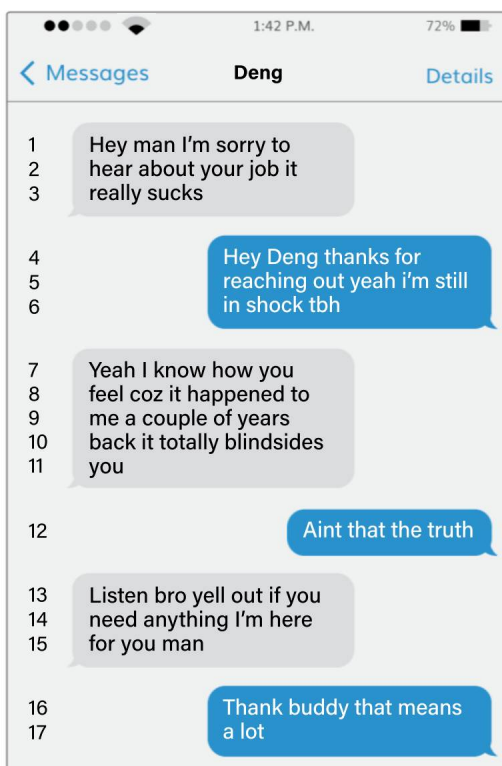 1:42 P.M. 72%
Messages Deng Details
1 Hey man I'm sorry to
2 hear about your job it
3 really sucks
4 Hey Deng thanks for
5 reaching out yeah i'm still
6 in shock tbh
7 Yeah I know how you
8 feel coz it happened to
9 me a couple of years
10 back it totally blindsides
11 you
12 Aint that the truth
13 Listen bro yell out if you
14 need anything I'm here
15 for you man
16 Thank buddy that means
17 a lot